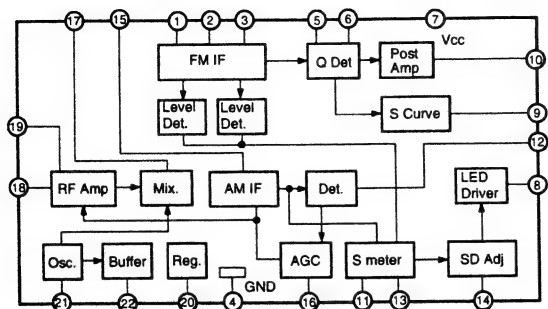 17 15 1 2 3 5 6 7
Vcc
FM IF
Q Det
Post
Amp
10
Level
Det.
Level
Det.
S Curve
9
19
12
18
RF Amp
Mix.
AM IF
Det.
LED
Driver
8
Osc.
Buffer
Reg.
GND
AGC
S meter
SD Adj
21 22 20 4 16 11 13 14